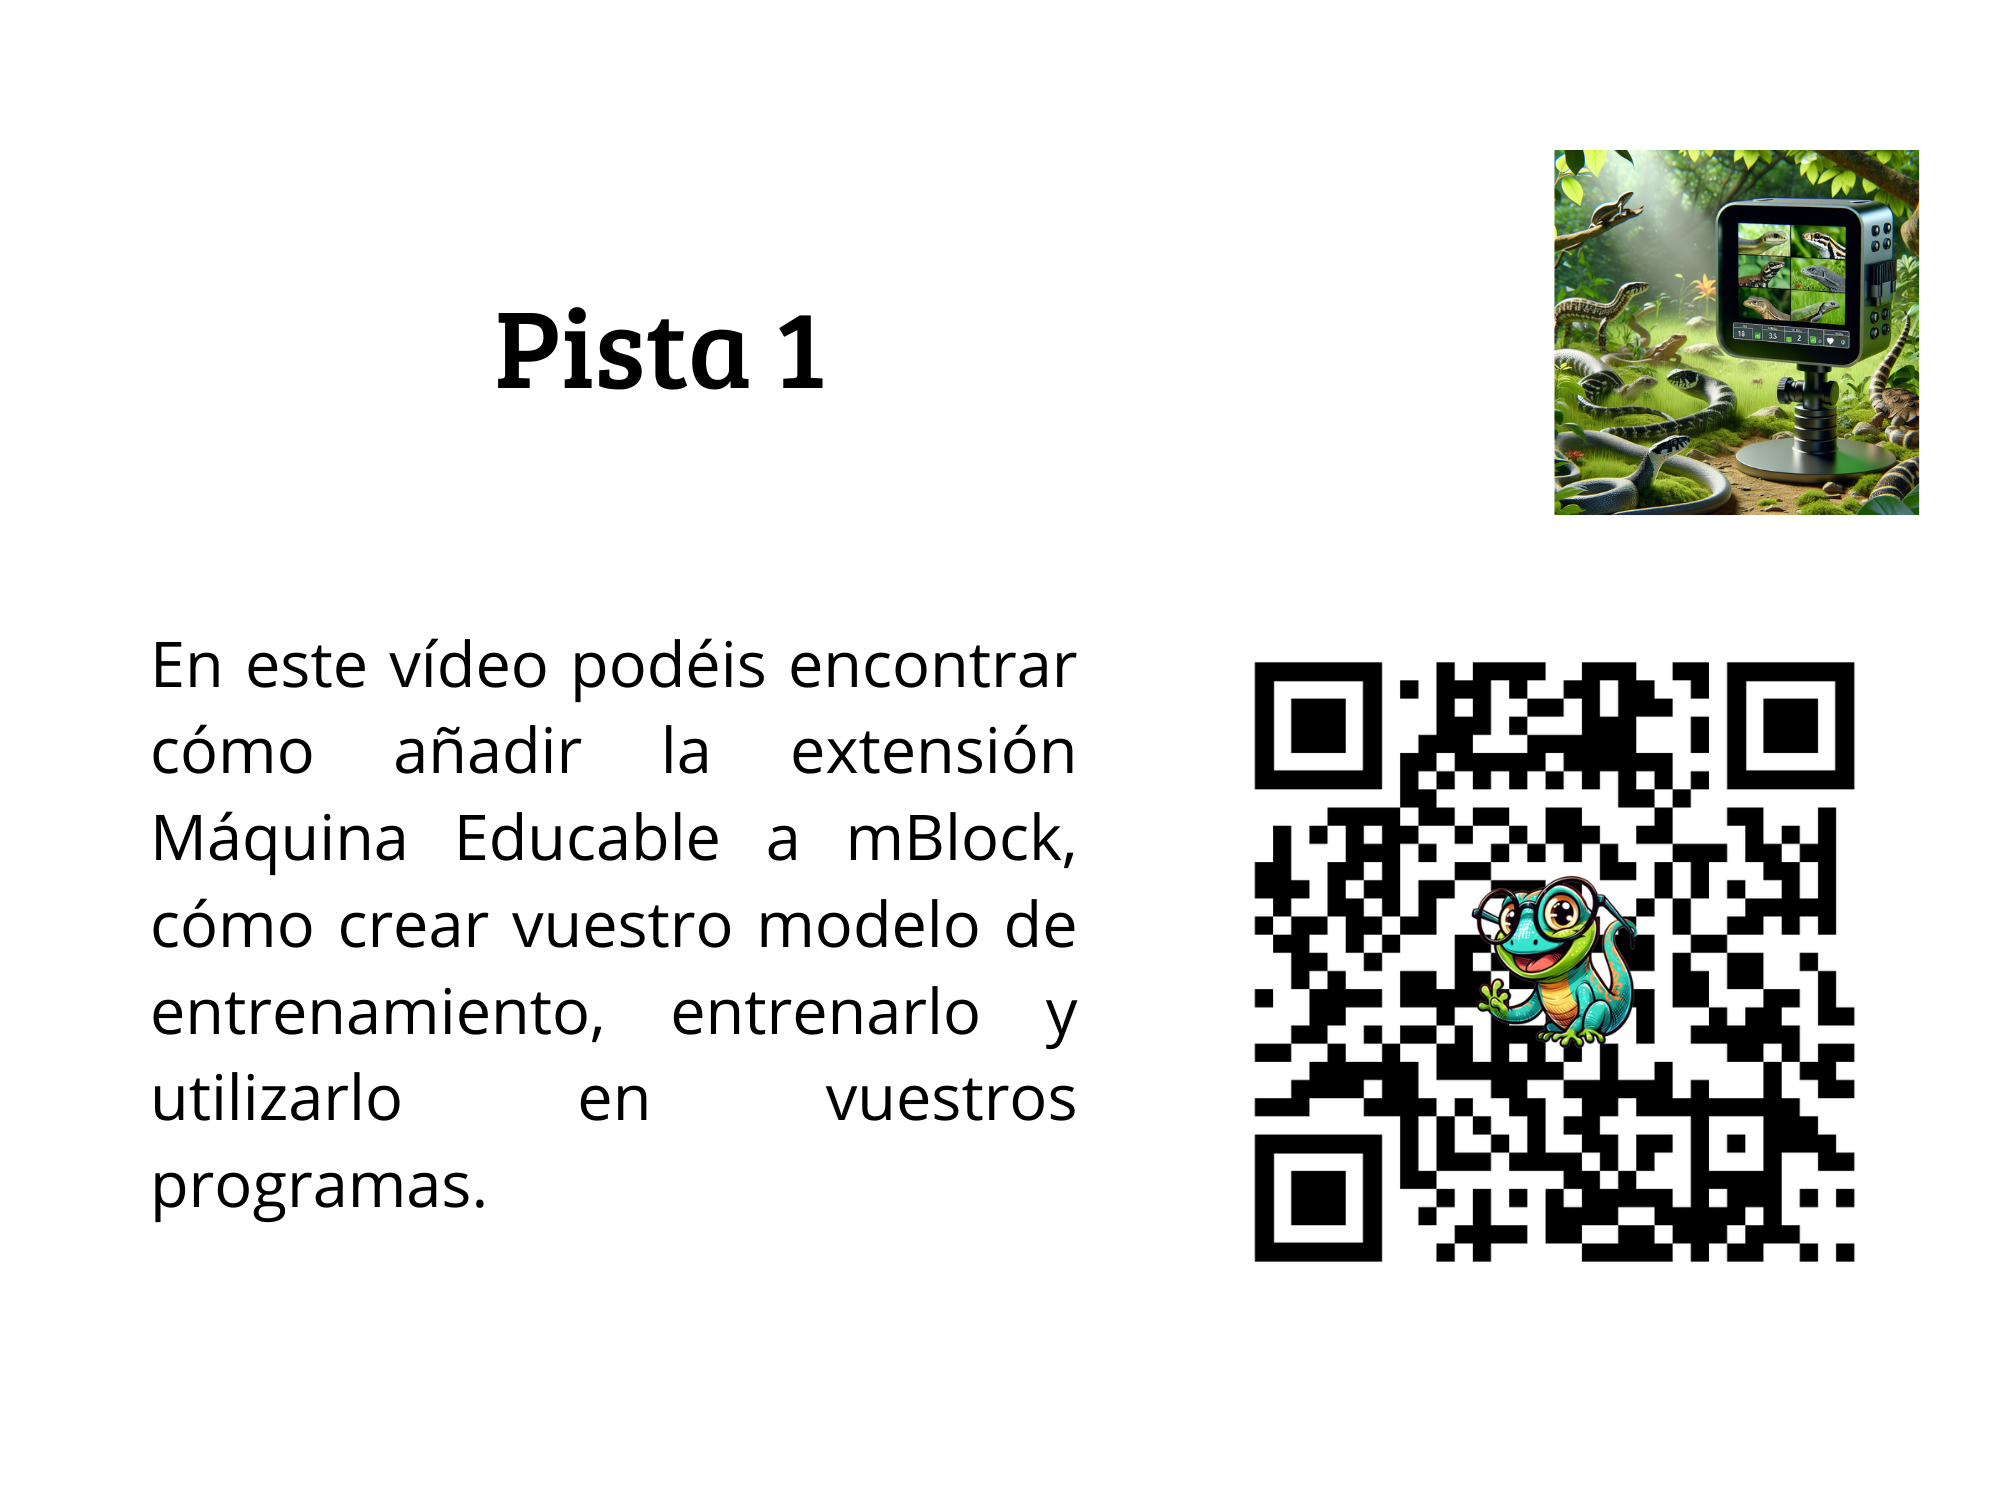 Pista 1
En este vídeo podéis encontrar
cómo añadir la extensión
Máquina Educable a mBlock,
cómo crear vuestro modelo de
entrenamiento, entrenarlo y
utilizarlo en vuestros
programas.